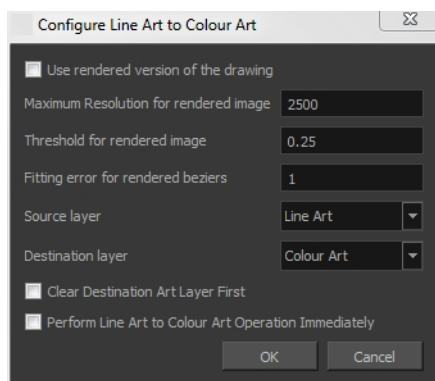 Configure Line Art to Colour Art
Use rendered version of the drawing
Maximum Resolution for rendered image 2500
Threshold for rendered image 0.25
Fitting error for rendered beziers 1
Source layer Line Art
Destination layer Colour Art
Clear Destination Art Layer First
Perform Line Art to Colour Art Operation Immediately
OK Cancel